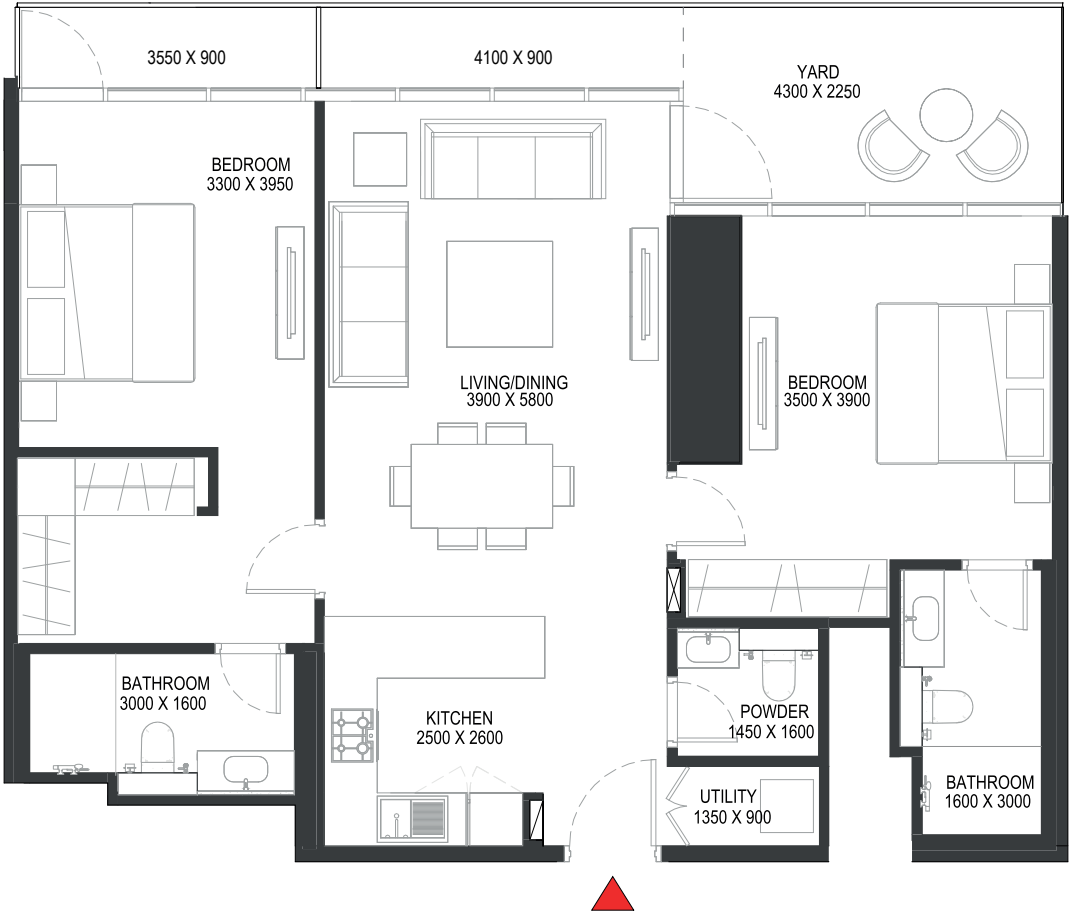 3550 X 900
4100 X 900
YARD
4300 X 2250
BEDROOM
3300 X 3950
LIVING/DINING
3900 X 5800
BEDROOM
3500 X 3900
BATHROOM
3000 X 1600
KITCHEN
2500 X 2600
POWDER
1450 X 1600
UTILITY
1350 X 900
BATHROOM
1600 X 3000